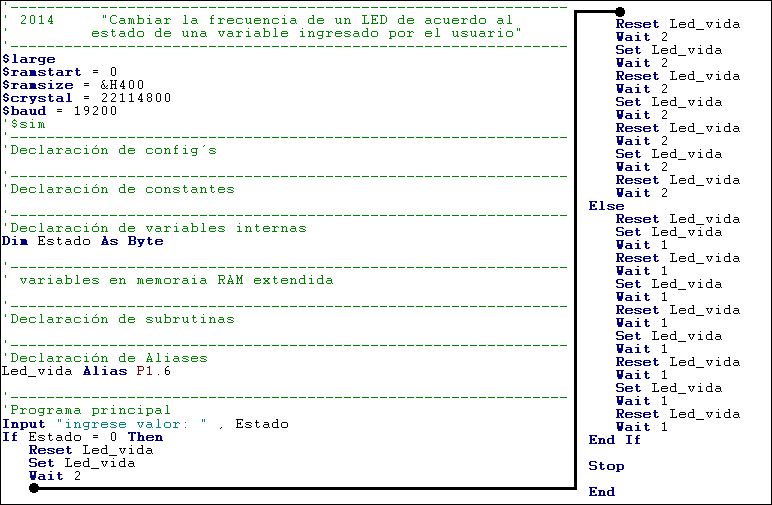 '---------------------------------------------------------------
' 2014     "Cambiar la frecuencia de un LED de acuerdo al
'         estado de una variable ingresado por el usuario"
'---------------------------------------------------------------
$large
$ramstart = 0
$ramsize = &H400
$crystal = 22114800
$baud = 19200
'$sim
'---------------------------------------------------------------
'Declaración de config´s
'---------------------------------------------------------------
'Declaración de constantes
'---------------------------------------------------------------
'Declaración de variables internas
Dim Estado As Byte
'---------------------------------------------------------------
' variables en memoraia RAM extendida
'---------------------------------------------------------------
'Declaración de subrutinas
'---------------------------------------------------------------
'Declaración de Aliases
Led_vida Alias P1.6
'---------------------------------------------------------------
'Programa principal
Input "ingrese valor: " , Estado
If Estado = 0 Then
   Reset Led_vida
   Set Led_vida
   Wait 2
   Reset Led_vida
   Wait 2
   Set Led_vida
   Wait 2
   Reset Led_vida
   Wait 2
   Set Led_vida
   Wait 2
   Reset Led_vida
   Wait 2
   Set Led_vida
   Wait 2
   Reset Led_vida
   Wait 2
Else
   Reset Led_vida
   Set Led_vida
   Wait 1
   Reset Led_vida
   Wait 1
   Set Led_vida
   Wait 1
   Reset Led_vida
   Wait 1
   Set Led_vida
   Wait 1
   Reset Led_vida
   Wait 1
   Set Led_vida
   Wait 1
   Reset Led_vida
   Wait 1
End If
Stop
End